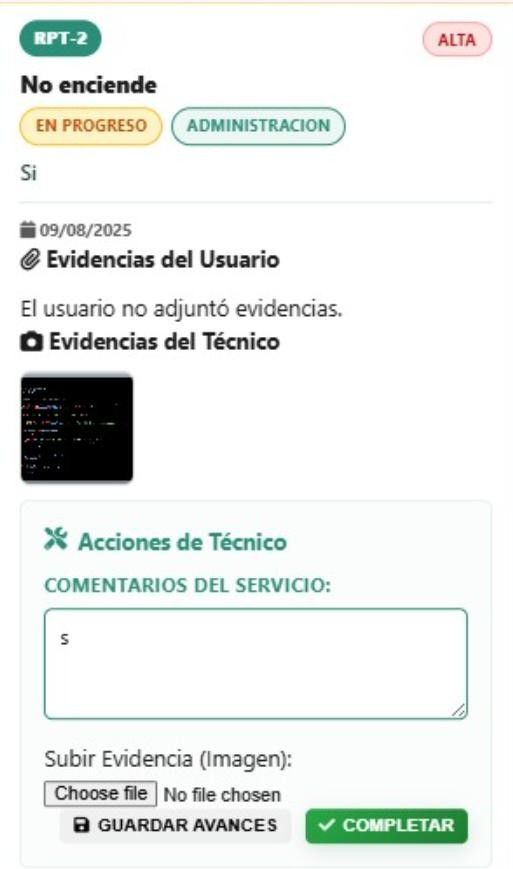 RPT-2 ALTA
No enciende
EN PROGRESO ADMINISTRACION
Si
09/08/2025
Evidencias del Usuario
El usuario no adjuntó evidencias.
Evidencias del Técnico
Acciones de Técnico
COMENTARIOS DEL SERVICIO:
s
Subir Evidencia (Imagen):
Choose file No file chosen
GUARDAR AVANCES COMPLETAR